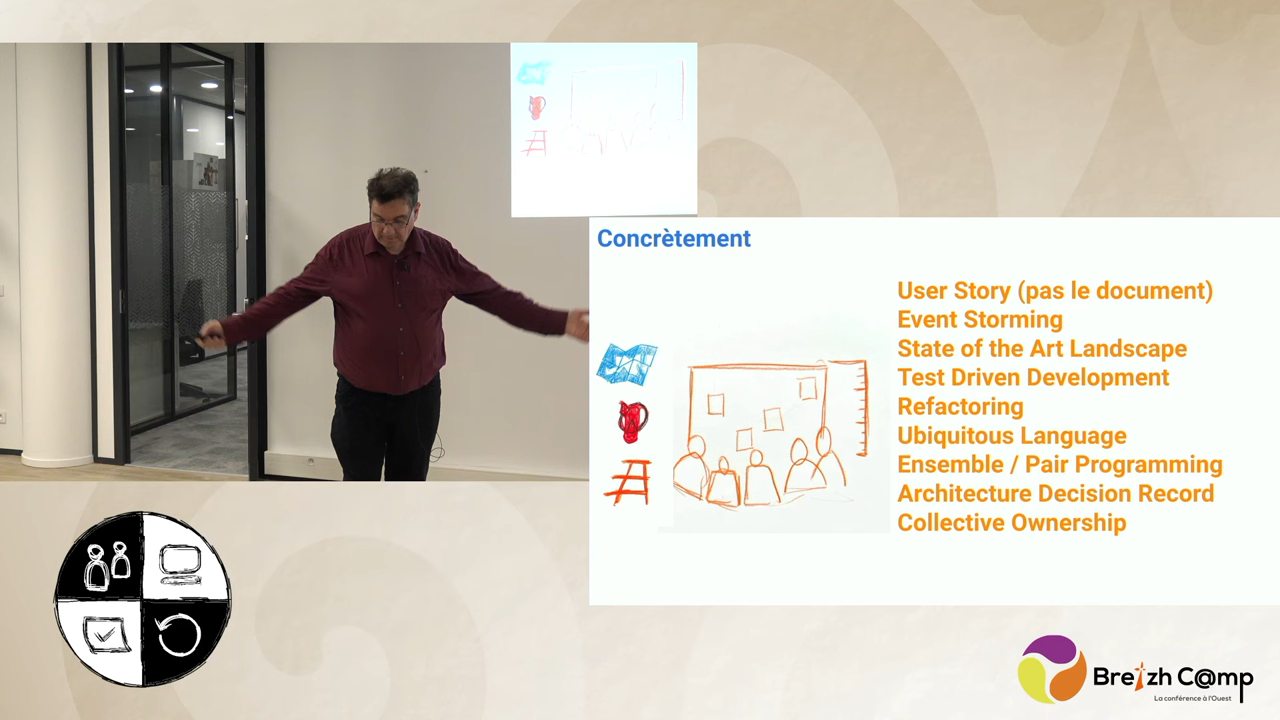 Concrètement
User Story (pas le document)
Event Storming
State of the Art Landscape
Test Driven Development
Refactoring
Ubiquitous Language
Ensemble / Pair Programming
Architecture Decision Record
Collective Ownership
Breizh C@mp
La conférence à l'Ouest